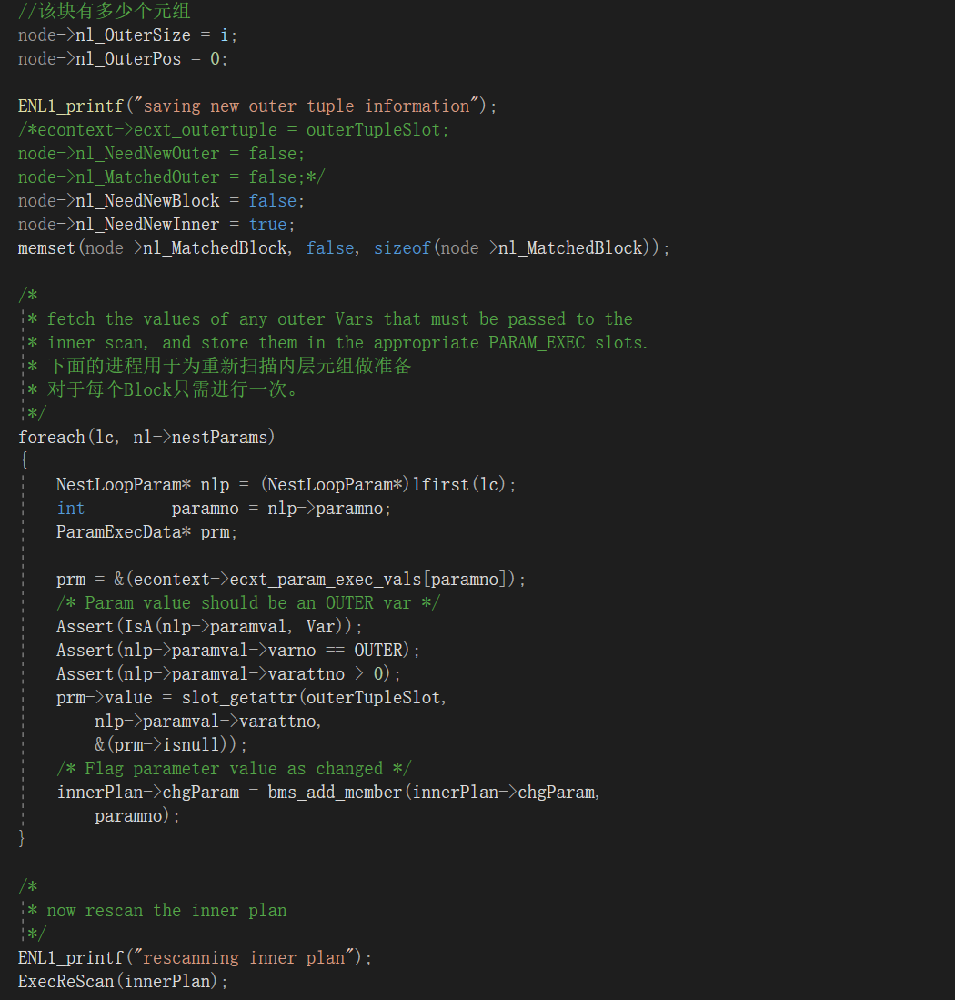 //该块有多少个元组
node->nl_OuterSize = i;
node->nl_OuterPos = 0;
ENL1_printf("saving new outer tuple information");
/*econtext->ecxt_outertuple = outerTupleSlot;
node->nl_NeedNewOuter = false;
node->nl_MatchedOuter = false;*/
node->nl_NeedNewBlock = false;
node->nl_NeedNewInner = true;
memset(node->nl_MatchedBlock, false, sizeof(node->nl_MatchedBlock));
/*
* fetch the values of any outer Vars that must be passed to the
* inner scan, and store them in the appropriate PARAM_EXEC slots.
* 下面的进程用于为重新扫描内层元组做准备
* 对于每个Block只需进行一次。
*/
foreach(lc, nl->nestParams)
{
NestLoopParam* nlp = (NestLoopParam*)lfirst(lc);
int paramno = nlp->paramno;
ParamExecData* prm;
prm = &(econtext->ecxt_param_exec_vals[paramno]);
/* Param value should be an OUTER var */
Assert(IsA(nlp->paramval, Var));
Assert(nlp->paramval->varno == OUTER);
Assert(nlp->paramval->varattno > 0);
prm->value = slot_getattr(outerTupleSlot,
nlp->paramval->varattno,
&(prm->isnull));
/* Flag parameter value as changed */
innerPlan->chgParam = bms_add_member(innerPlan->chgParam,
paramno);
}
/*
* now rescan the inner plan
*/
ENL1_printf("rescanning inner plan");
ExecReScan(innerPlan);